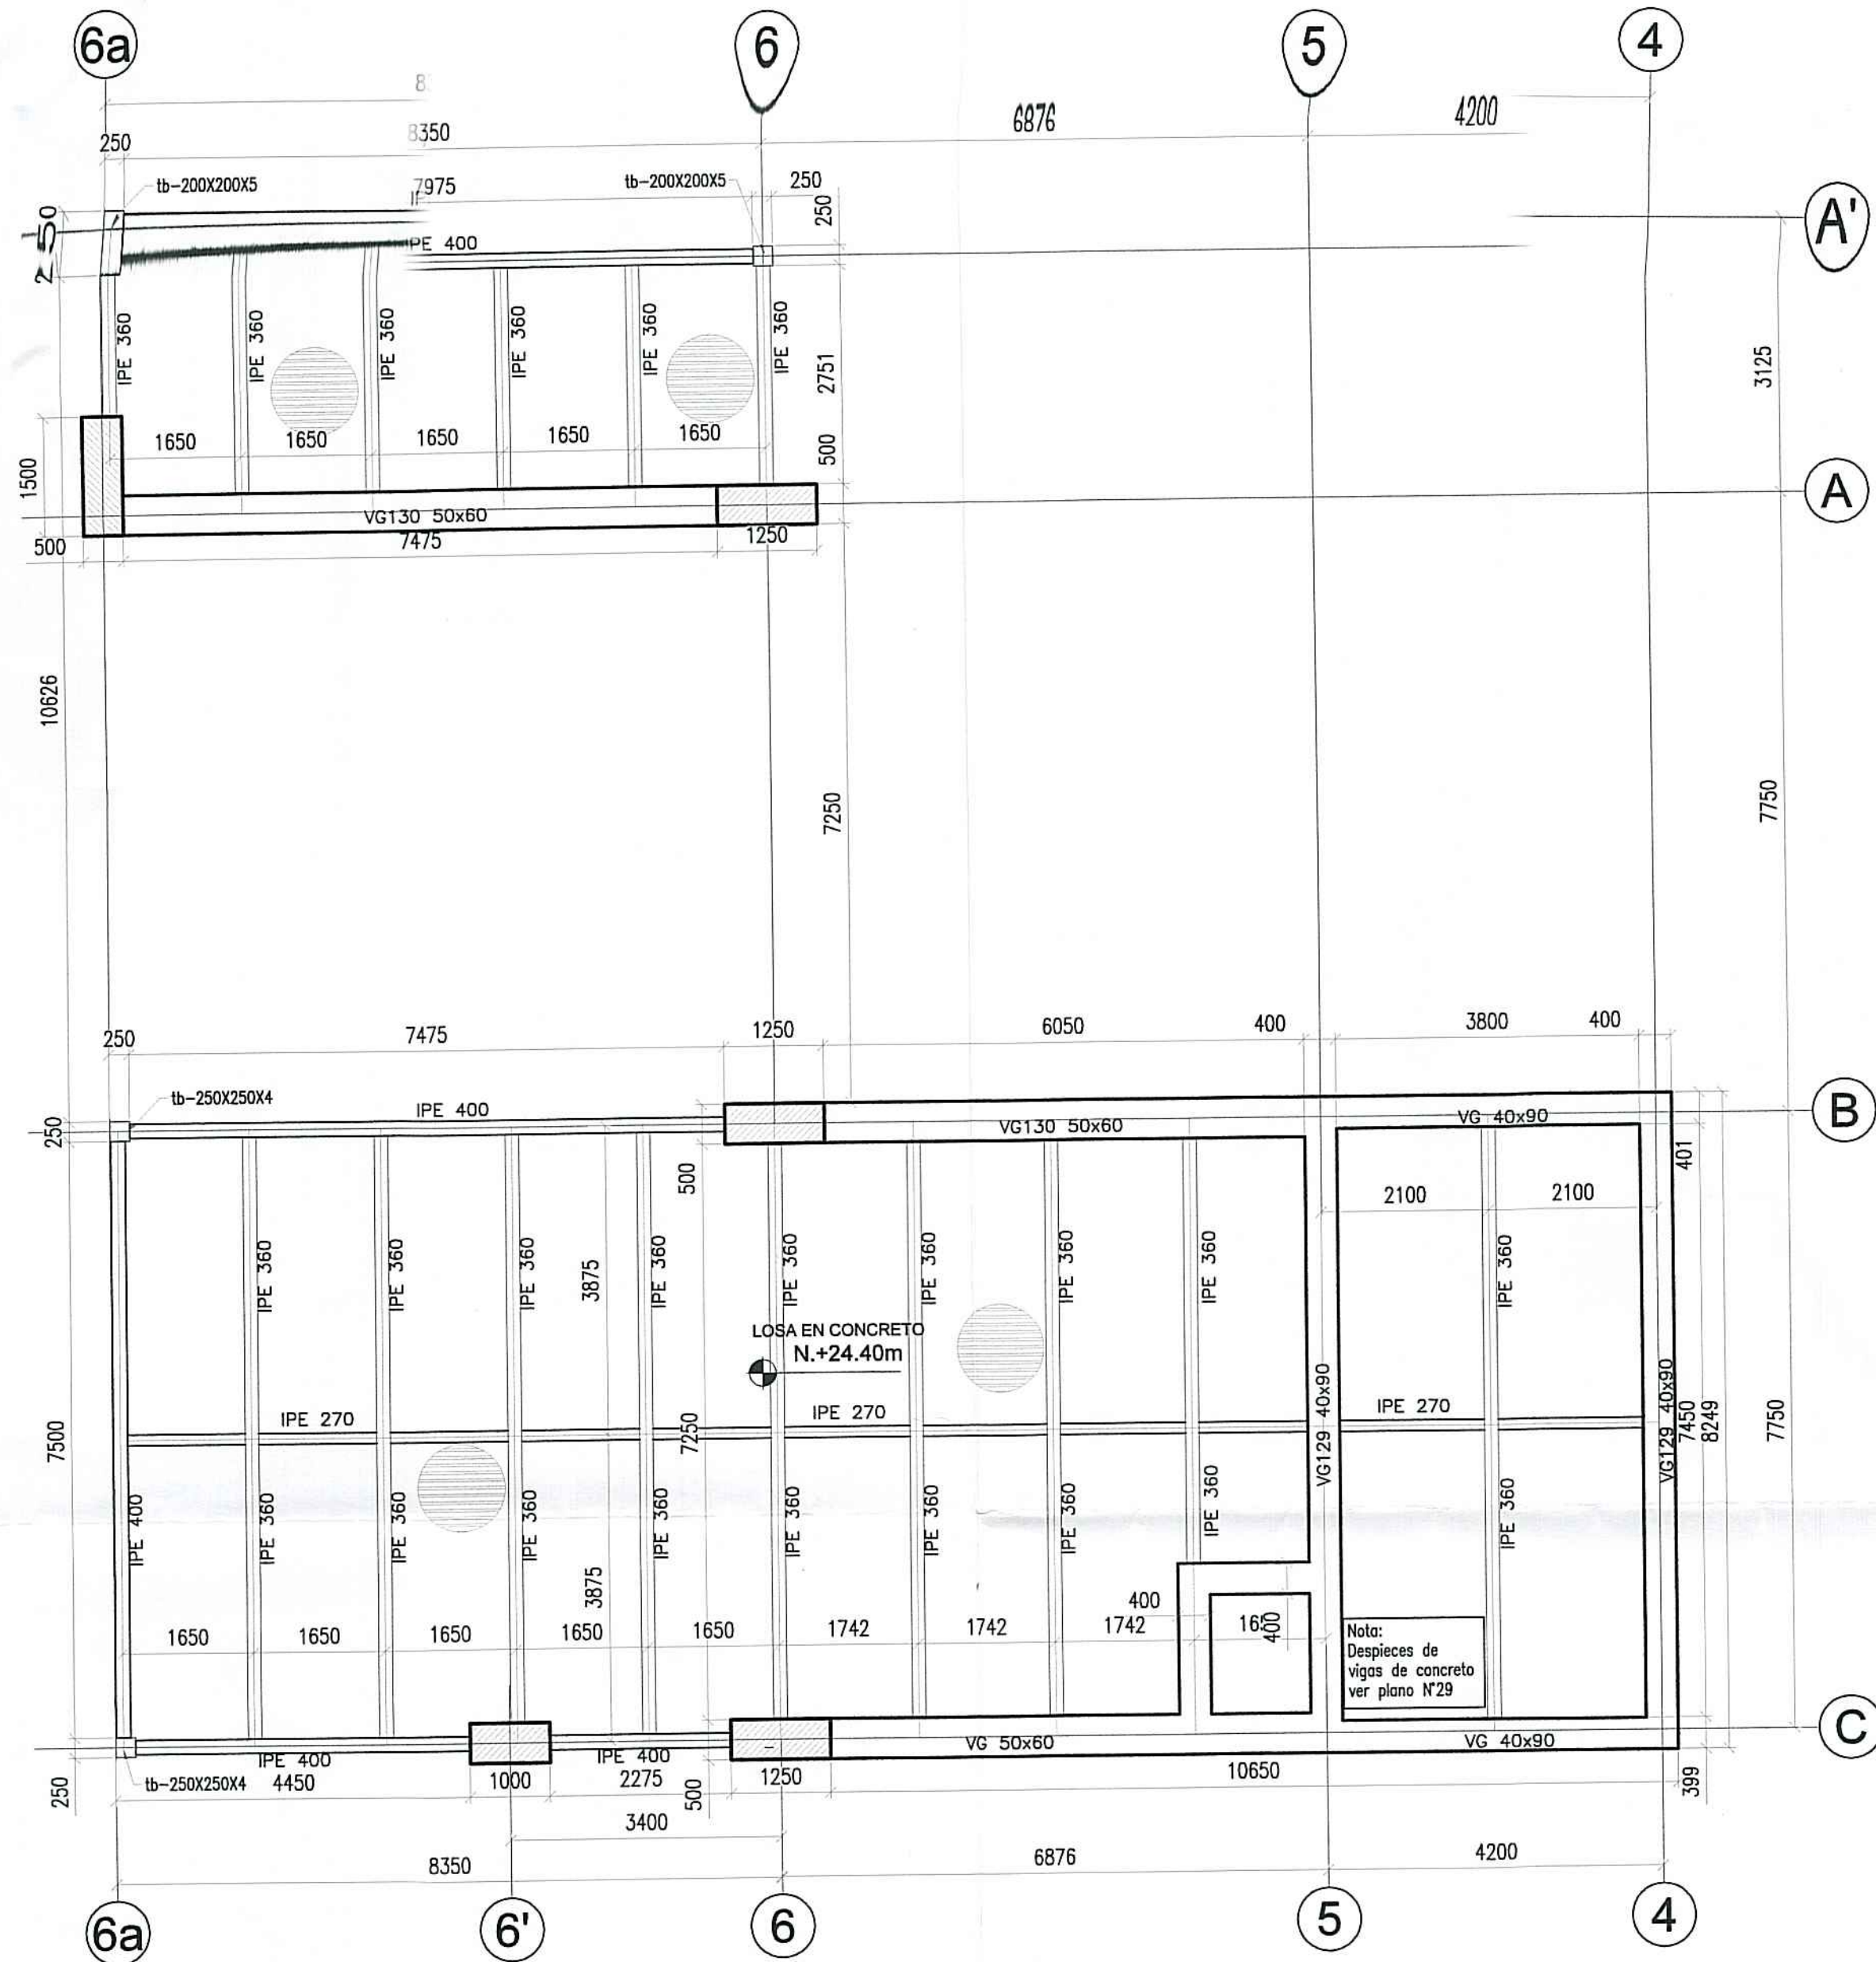 6a
6
5
4
8
6876
4200
8350
250
tb-200X200X5
7975
tb-200X200X5
250
250
250
A'
PE 400
IPE 360
IPE 360
IPE 360
IPE 360
IPE 360
IPE 360
2751
3125
1650
1650
1650
1650
1650
500
1500
A
VG130 50x60
500
7475
1250
10626
7250
7750
250
7475
1250
6050
400
3800
400
tb-250X250X4
IPE 400
250
VG130 50x60
VG 40x90
B
401
500
2100
2100
IPE 360
IPE 360
IPE 360
IPE 360
3875
IPE 360
IPE 360
IPE 360
IPE 360
IPE 360
LOSA EN CONCRETO
N.+24.40m
VG129 40x90
VG129 40x90
IPE 270
IPE 270
IPE 270
7500
7250
7450
8249
7750
IPE 400
IPE 360
IPE 360
IPE 360
IPE 360
IPE 360
IPE 360
IPE 360
IPE 360
IPE 360
3875
400
400
1650
1650
1650
1650
1650
1742
1742
1742
Nota:
Despieces de
vigas de concreto
ver plano N°29
C
IPE 400
IPE 400
VG 50x60
VG 40x90
tb-250X250X4
250
4450
1000
2275
500
1250
10650
399
3400
8350
6876
4200
6a
6'
6
5
4